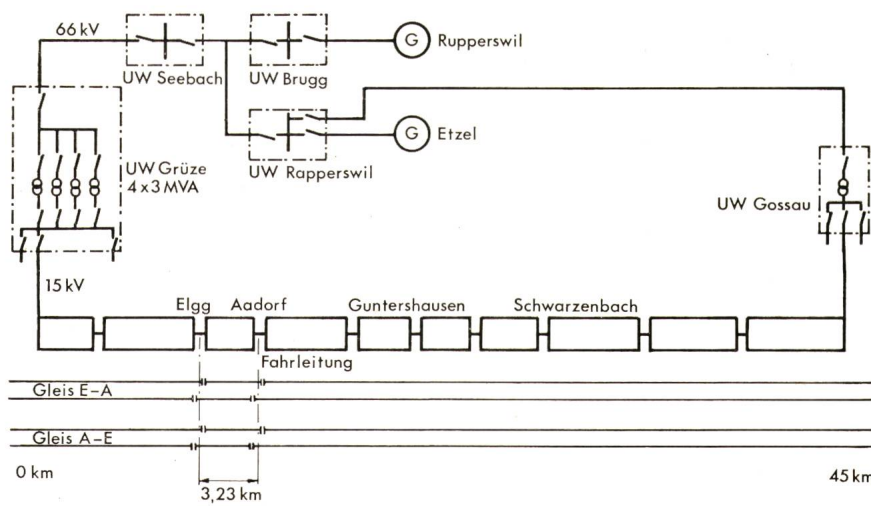 66 kV
UW Seebach
UW Brugg
G
Rupperswil
UW Rapperswil
G
Etzel
UW Grüze
4 x 3 MVA
UW Gossau
15 kV
Elgg
Aadorf
Guntershausen
Schwarzenbach
Fahrleitung
Gleis E–A
Gleis A–E
0 km
3,23 km
45 km